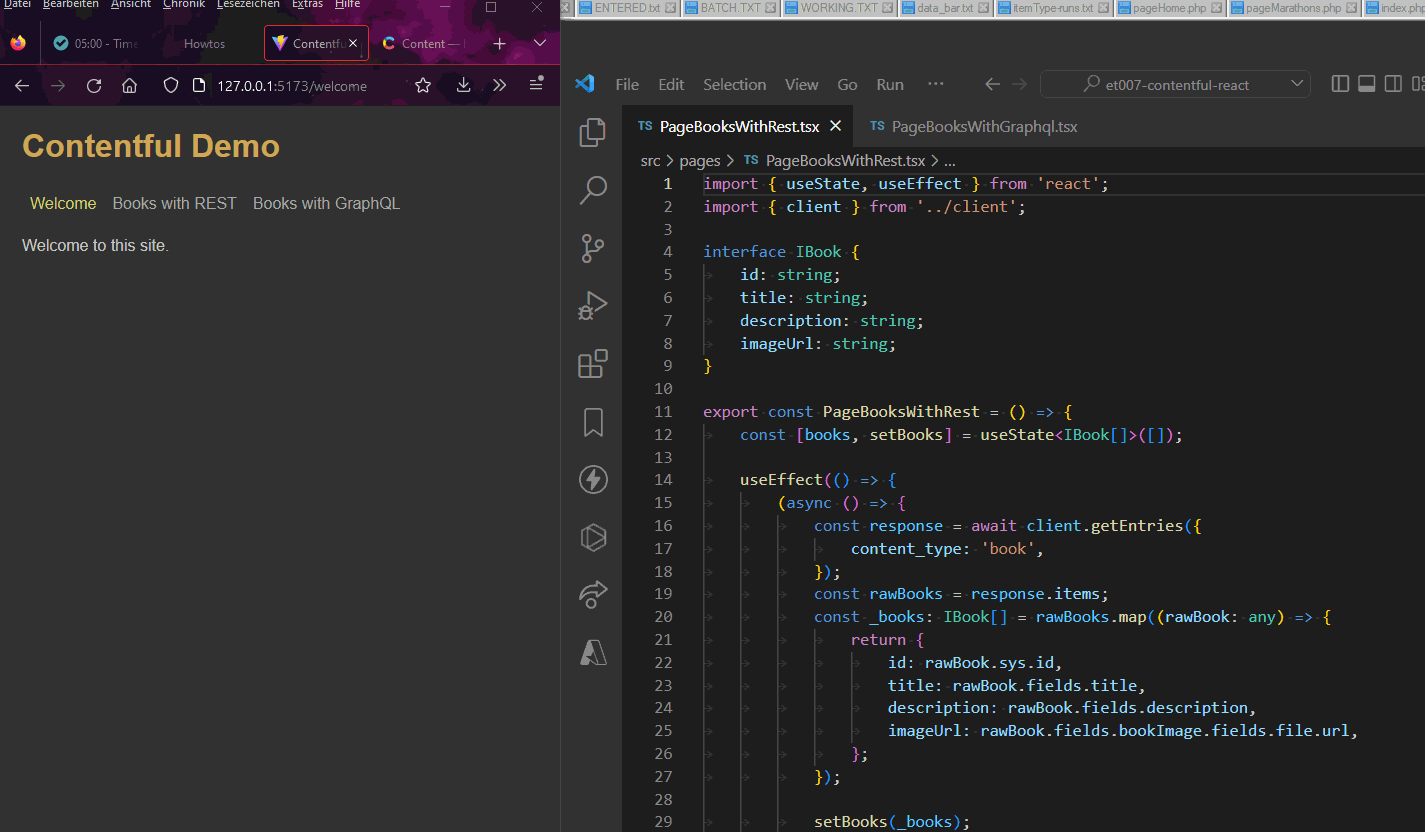 Datei Bearbeiten Ansicht Chronik Lesezeichen Extras Hilfe
05:00 - Time
Howtos
Contentfu
Content —
127.0.0.1:5173/welcome
Contentful Demo
Welcome Books with REST Books with GraphQL
Welcome to this site.
ENTERED.txt BATCH.TXT WORKING.TXT data_bar.txt itemType-runs.txt pageHome.php pageMarathons.php index.php
File Edit Selection View Go Run ···
et007-contentful-react
TS PageBooksWithRest.tsx TS PageBooksWithGraphql.tsx
src > pages > TS PageBooksWithRest.tsx > ...
1 import { useState, useEffect } from 'react';
2 import { client } from '../client';
3
4 interface IBook {
5 id: string;
6 title: string;
7 description: string;
8 imageUrl: string;
9 }
10
11 export const PageBooksWithRest = () => {
12 const [books, setBooks] = useState<IBook[]>([]);
13
14 useEffect(() => {
15 (async () => {
16 const response = await client.getEntries({
17 content_type: 'book',
18 });
19 const rawBooks = response.items;
20 const _books: IBook[] = rawBooks.map((rawBook: any) => {
21 return {
22 id: rawBook.sys.id,
23 title: rawBook.fields.title,
24 description: rawBook.fields.description,
25 imageUrl: rawBook.fields.bookImage.fields.file.url,
26 };
27 });
28
29 setBooks(_books);